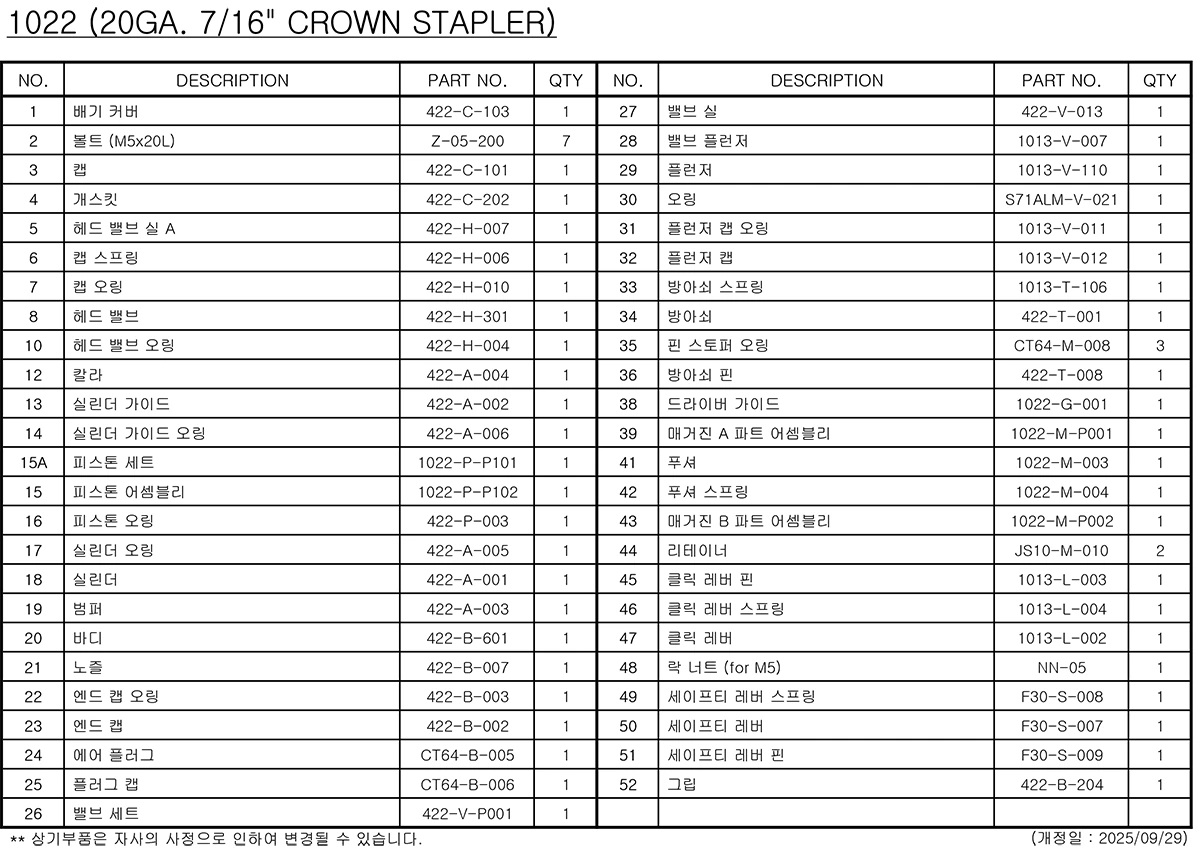 1022 (20GA. 7/16" CROWN STAPLER)
NO. DESCRIPTION PART NO. QTY NO. DESCRIPTION PART NO. QTY
1 배기 커버 422-C-103 1 27 밸브 실 422-V-013 1
2 볼트 (M5x20L) Z-05-200 7 28 밸브 플런저 1013-V-007 1
3 캡 422-C-101 1 29 플런저 1013-V-110 1
4 개스킷 422-C-202 1 30 오링 S71ALM-V-021 1
5 헤드 밸브 실 A 422-H-007 1 31 플런저 캡 오링 1013-V-011 1
6 캡 스프링 422-H-006 1 32 플런저 캡 1013-V-012 1
7 캡 오링 422-H-010 1 33 방아쇠 스프링 1013-T-106 1
8 헤드 밸브 422-H-301 1 34 방아쇠 422-T-001 1
10 헤드 밸브 오링 422-H-004 1 35 핀 스토퍼 오링 CT64-M-008 3
12 칼라 422-A-004 1 36 방아쇠 핀 422-T-008 1
13 실린더 가이드 422-A-002 1 38 드라이버 가이드 1022-G-001 1
14 실린더 가이드 오링 422-A-006 1 39 매거진 A 파트 어셈블리 1022-M-P001 1
15A 피스톤 세트 1022-P-P101 1 41 푸셔 1022-M-003 1
15 피스톤 어셈블리 1022-P-P102 1 42 푸셔 스프링 1022-M-004 1
16 피스톤 오링 422-P-003 1 43 매거진 B 파트 어셈블리 1022-M-P002 1
17 실린더 오링 422-A-005 1 44 리테이너 JS10-M-010 2
18 실린더 422-A-001 1 45 클릭 레버 핀 1013-L-003 1
19 범퍼 422-A-003 1 46 클릭 레버 스프링 1013-L-004 1
20 바디 422-B-601 1 47 클릭 레버 1013-L-002 1
21 노즐 422-B-007 1 48 락 너트 (for M5) NN-05 1
22 엔드 캡 오링 422-B-003 1 49 세이프티 레버 스프링 F30-S-008 1
23 엔드 캡 422-B-002 1 50 세이프티 레버 F30-S-007 1
24 에어 플러그 CT64-B-005 1 51 세이프티 레버 핀 F30-S-009 1
25 플러그 캡 CT64-B-006 1 52 그립 422-B-204 1
26 밸브 세트 422-V-P001 1
** 상기부품은 자사의 사정으로 인하여 변경될 수 있습니다. (개정일 : 2025/09/29)